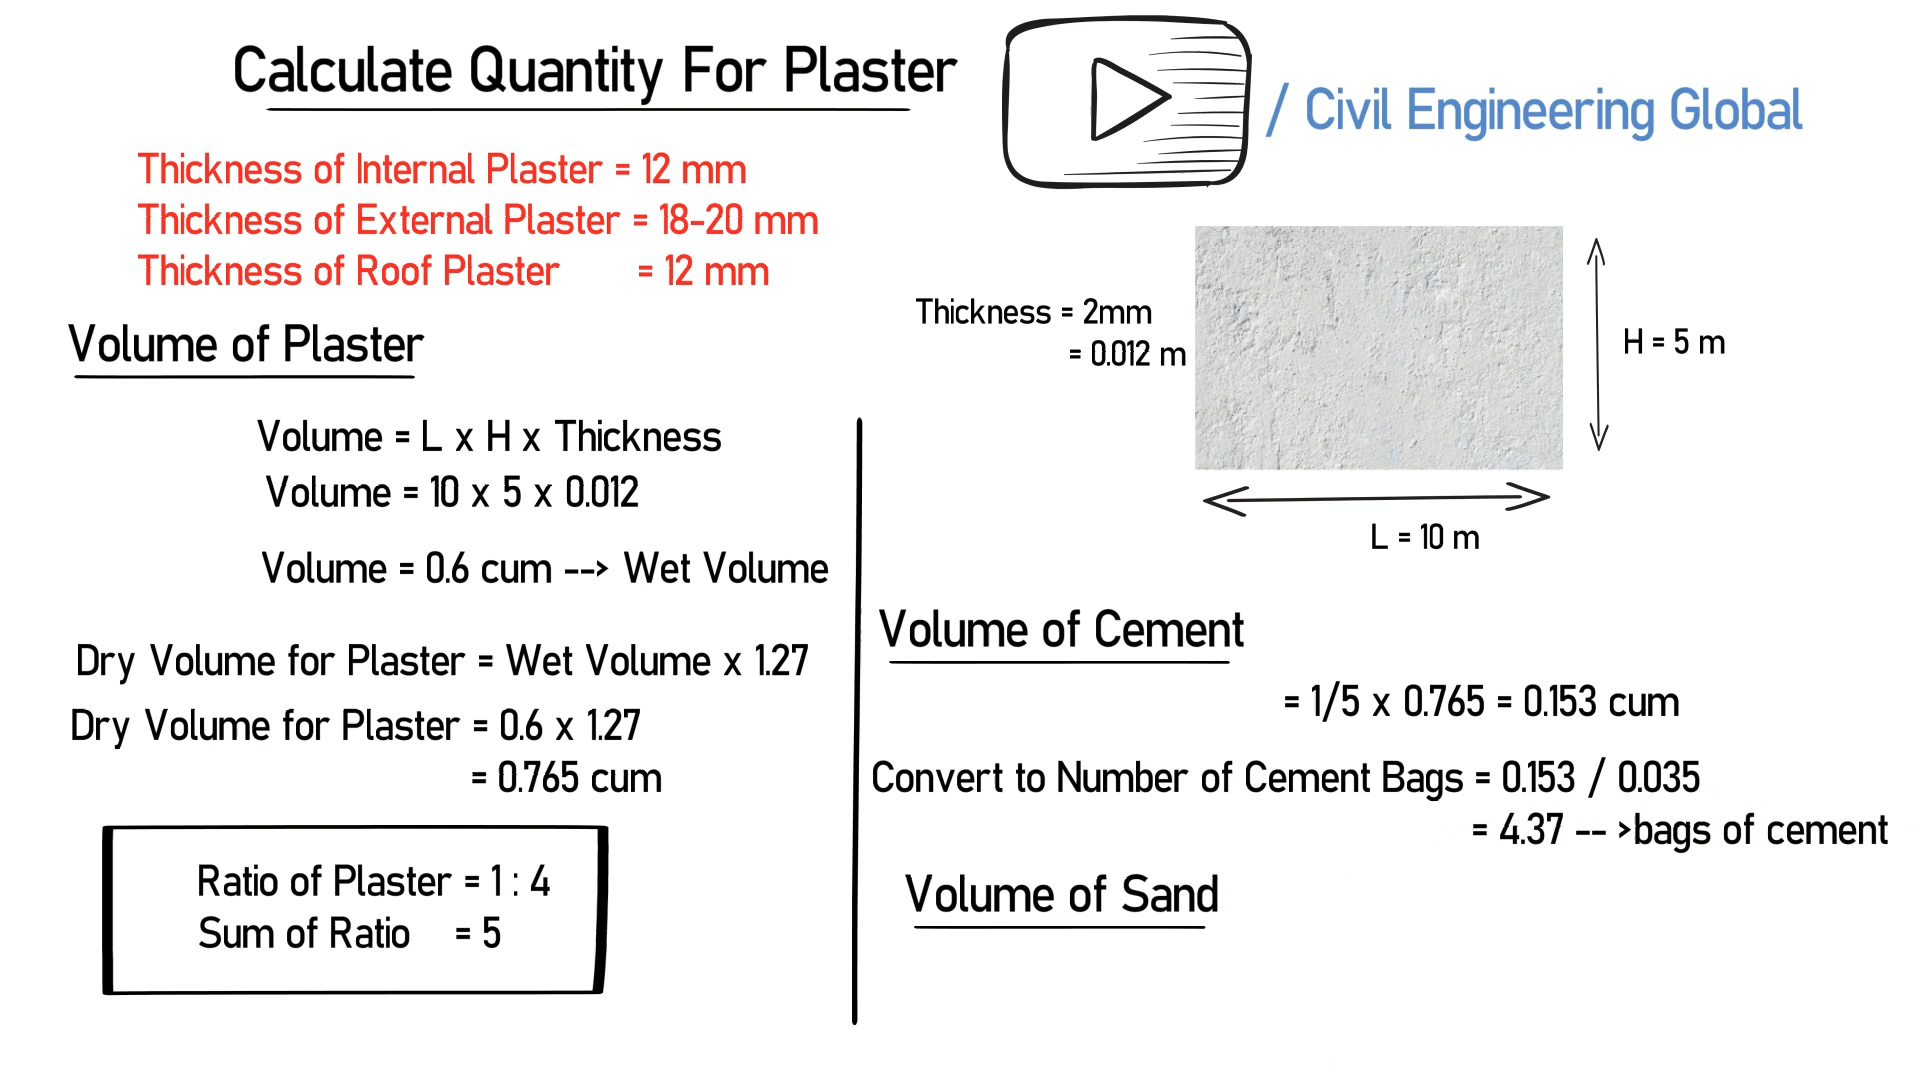 Calculate Quantity For Plaster
/ Civil Engineering Global
Thickness of Internal Plaster = 12 mm
Thickness of External Plaster = 18-20 mm
Thickness of Roof Plaster = 12 mm
Thickness = 2mm
= 0.012 m
H = 5 m
L = 10 m
Volume of Plaster
Volume = L x H x Thickness
Volume = 10 x 5 x 0.012
Volume = 0.6 cum --> Wet Volume
Dry Volume for Plaster = Wet Volume x 1.27
Dry Volume for Plaster = 0.6 x 1.27
= 0.765 cum
Ratio of Plaster = 1 : 4
Sum of Ratio = 5
Volume of Cement
= 1/5 x 0.765 = 0.153 cum
Convert to Number of Cement Bags = 0.153 / 0.035
= 4.37 -- >bags of cement
Volume of Sand